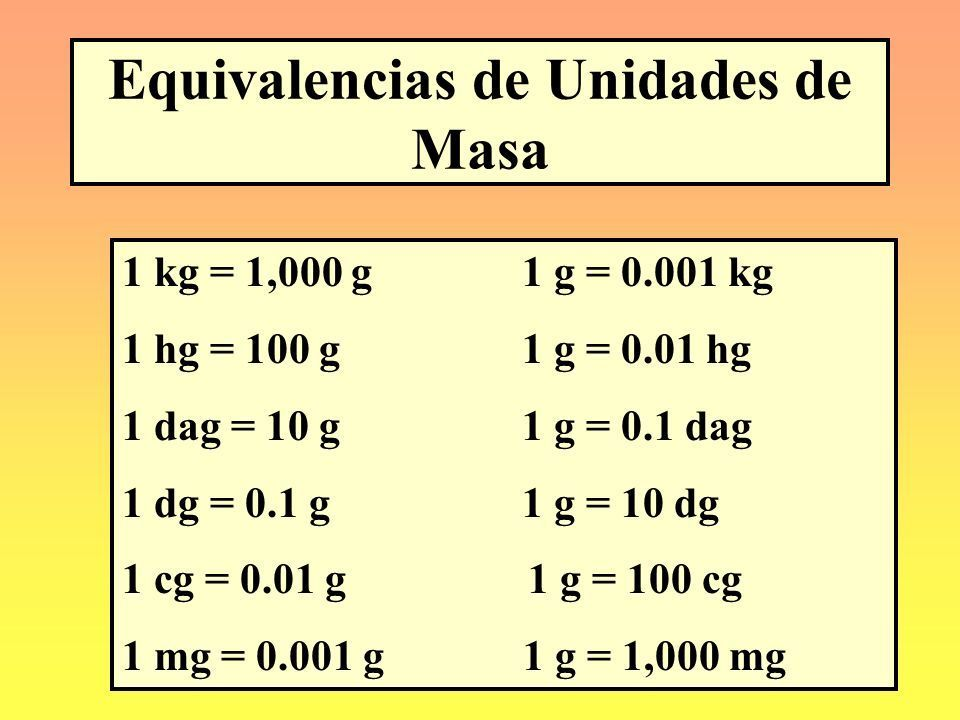 Equivalencias de Unidades de
Masa
1 kg = 1,000 g 1 g = 0.001 kg
1 hg = 100 g 1 g = 0.01 hg
1 dag = 10 g 1 g = 0.1 dag
1 dg = 0.1 g 1 g = 10 dg
1 cg = 0.01 g 1 g = 100 cg
1 mg = 0.001 g 1 g = 1,000 mg